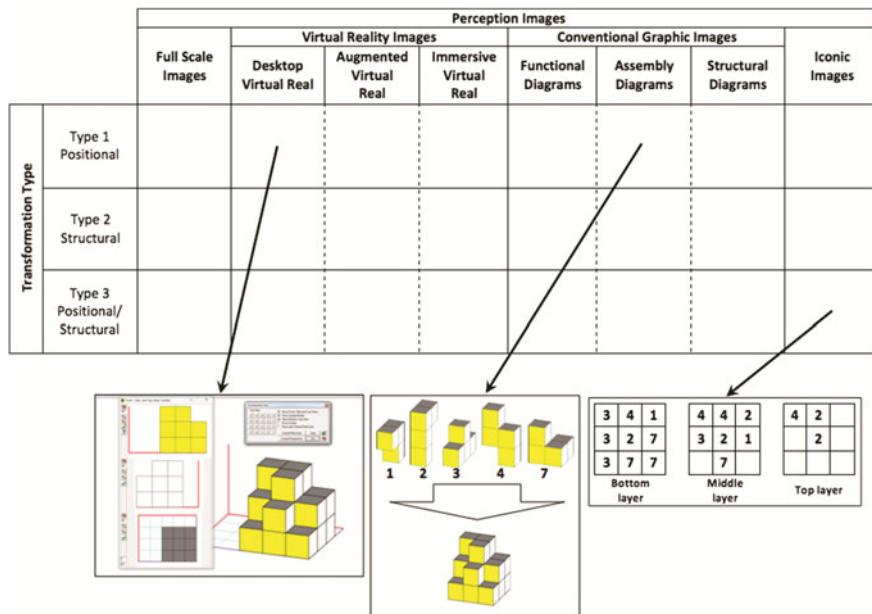 Perception Images
Full Scale
Images
Virtual Reality Images
Conventional Graphic Images
Iconic
Images
Desktop
Virtual Real
Augmented
Virtual
Real
Immersive
Virtual
Real
Functional
Diagrams
Assembly
Diagrams
Structural
Diagrams
Transformation Type
Type 1
Positional
Type 2
Structural
Type 3
Positional/
Structural
1 2 3 4 7
3 4 1
3 2 7
3 7 7
Bottom
layer
4 4 2
3 2 1
7
Middle
layer
4 2
2
Top layer